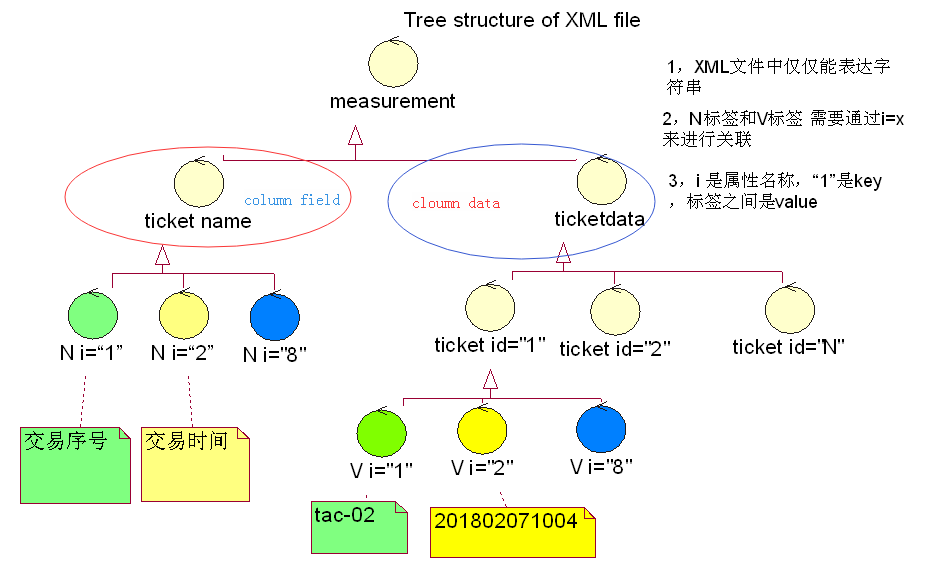 Tree structure of XML file
measurement
1，XML文件中仅仅能表达字
符串
2，N标签和V标签 需要通过i=x
来进行关联
3，i 是属性名称，“1”是key
，标签之间是value
ticket name
column field
cloumn data
ticketdata
N i=“1”
N i=“2”
N i="8"
ticket id="1"
ticket id="2"
ticket id="N"
交易序号
交易时间
V i="1"
V i="2"
V i="8"
tac-02
201802071004